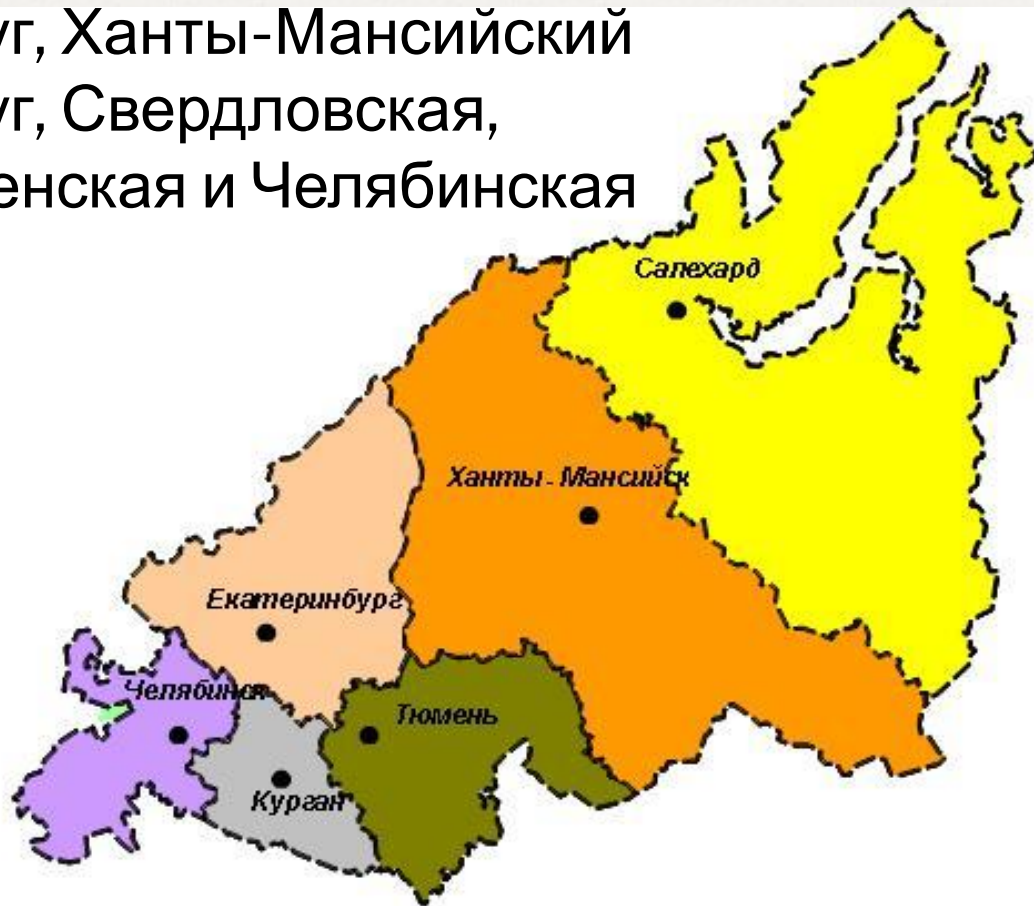 уг, Ханты-Мансийский
уг, Свердловская,
енская и Челябинская
Салехард
Ханты - Мансийск
Екатеринбург
Челябинск
Тюмень
Курган